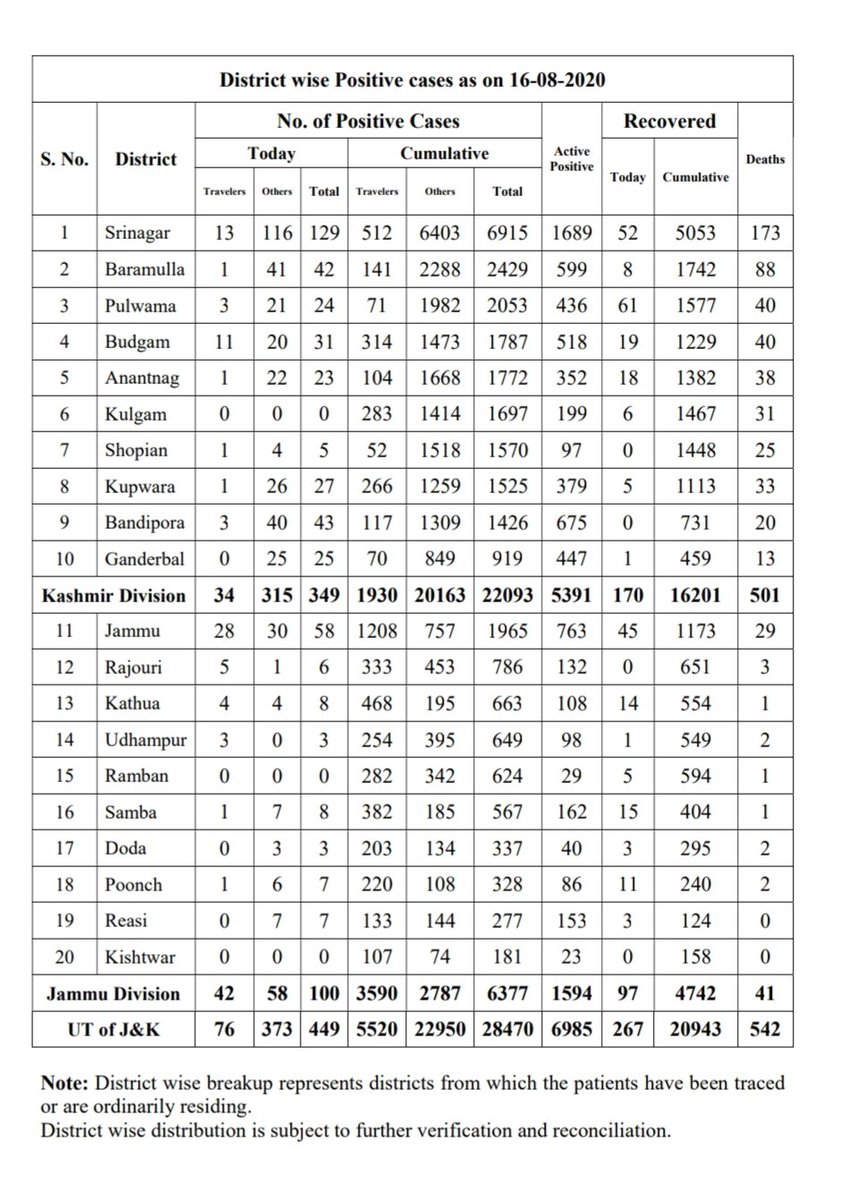 District wise Positive cases as on 16-08-2020
S. No. District No. of Positive Cases Active Positive Recovered Deaths
Today Cumulative Today Cumulative
Travelers Others Total Travelers Others Total
1 Srinagar 13 116 129 512 6403 6915 1689 52 5053 173
2 Baramulla 1 41 42 141 2288 2429 599 8 1742 88
3 Pulwama 3 21 24 71 1982 2053 436 61 1577 40
4 Budgam 11 20 31 314 1473 1787 518 19 1229 40
5 Anantnag 1 22 23 104 1668 1772 352 18 1382 38
6 Kulgam 0 0 0 283 1414 1697 199 6 1467 31
7 Shopian 1 4 5 52 1518 1570 97 0 1448 25
8 Kupwara 1 26 27 266 1259 1525 379 5 1113 33
9 Bandipora 3 40 43 117 1309 1426 675 0 731 20
10 Ganderbal 0 25 25 70 849 919 447 1 459 13
Kashmir Division 34 315 349 1930 20163 22093 5391 170 16201 501
11 Jammu 28 30 58 1208 757 1965 763 45 1173 29
12 Rajouri 5 1 6 333 453 786 132 0 651 3
13 Kathua 4 4 8 468 195 663 108 14 554 1
14 Udhampur 3 0 3 254 395 649 98 1 549 2
15 Ramban 0 0 0 282 342 624 29 5 594 1
16 Samba 1 7 8 382 185 567 162 15 404 1
17 Doda 0 3 3 203 134 337 40 3 295 2
18 Poonch 1 6 7 220 108 328 86 11 240 2
19 Reasi 0 7 7 133 144 277 153 3 124 0
20 Kishtwar 0 0 0 107 74 181 23 0 158 0
Jammu Division 42 58 100 3590 2787 6377 1594 97 4742 41
UT of J&K 76 373 449 5520 22950 28470 6985 267 20943 542
Note: District wise breakup represents districts from which the patients have been traced
or are ordinarily residing.
District wise distribution is subject to further verification and reconciliation.